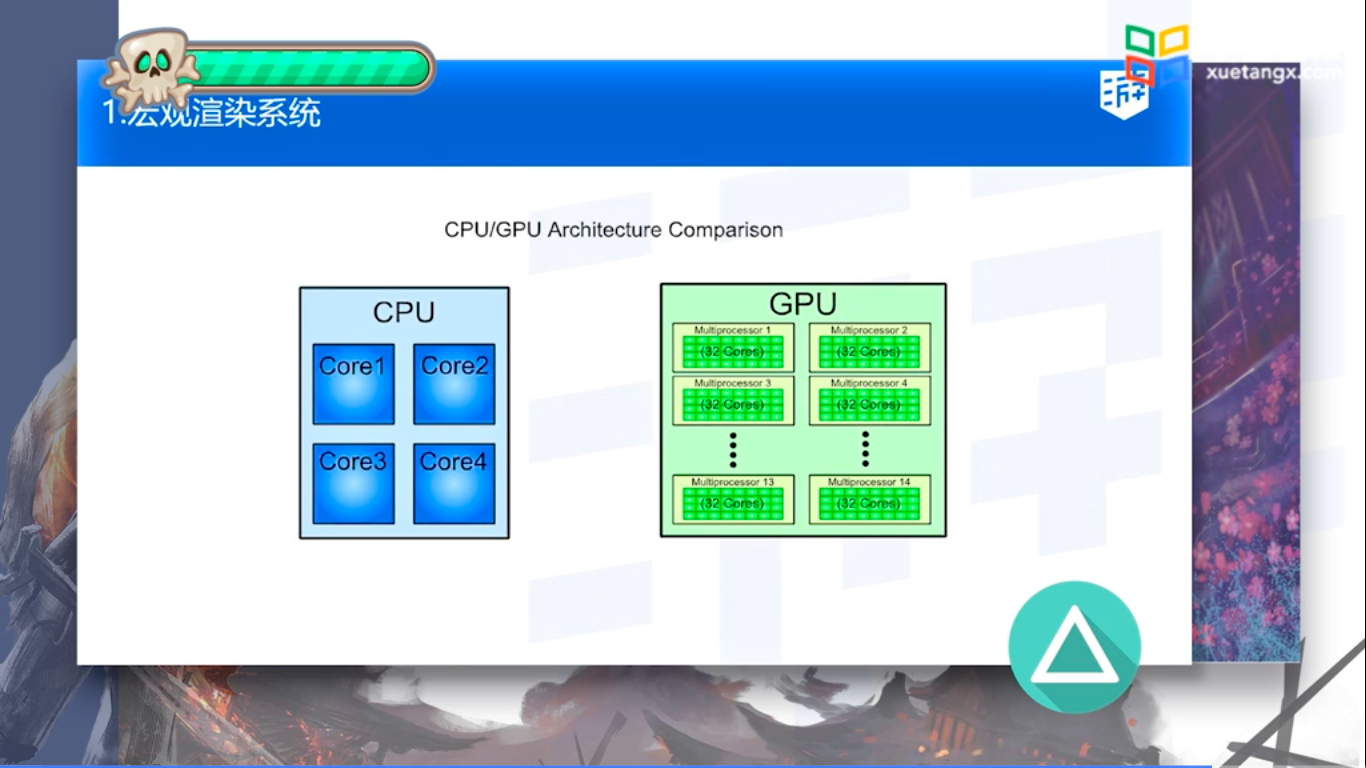 xuetangx.com
1.宏观渲染系统
CPU/GPU Architecture Comparison
CPU
Core1
Core2
Core3
Core4
GPU
Multiprocessor 1
(32 Cores)
Multiprocessor 2
(32 Cores)
Multiprocessor 3
(32 Cores)
Multiprocessor 4
(32 Cores)
Multiprocessor 13
(32 Cores)
Multiprocessor 14
(32 Cores)